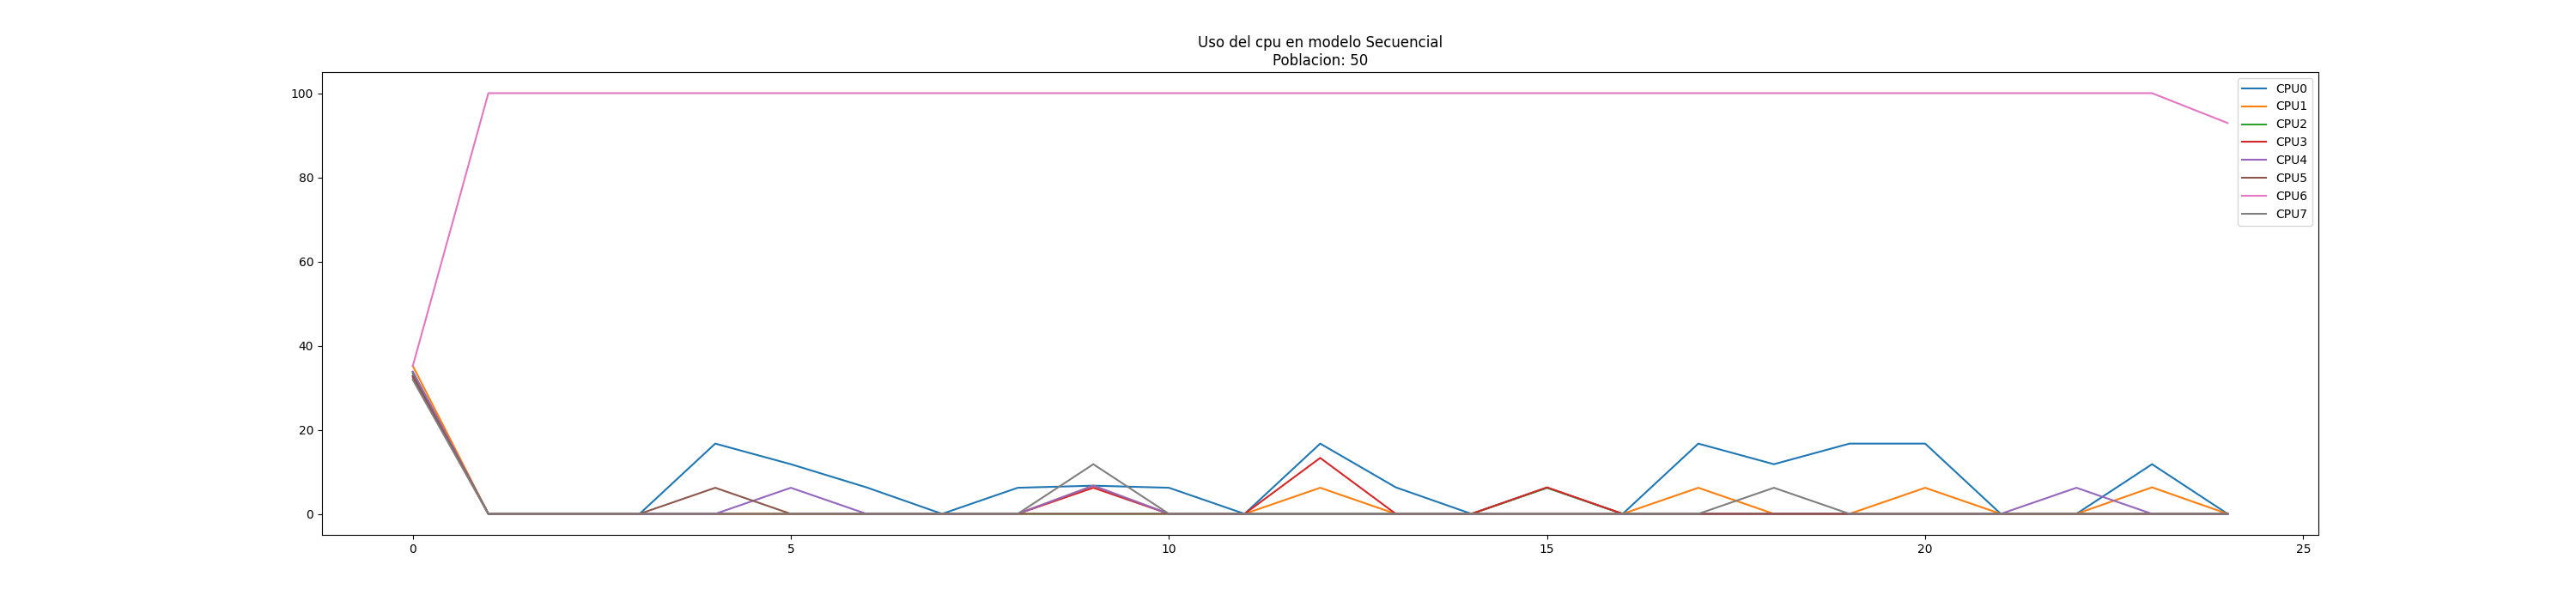 Uso del cpu en modelo Secuencial
Poblacion: 50
100
80
60
40
20
0
0
5
10
15
20
25
CPU0
CPU1
CPU2
CPU3
CPU4
CPU5
CPU6
CPU7